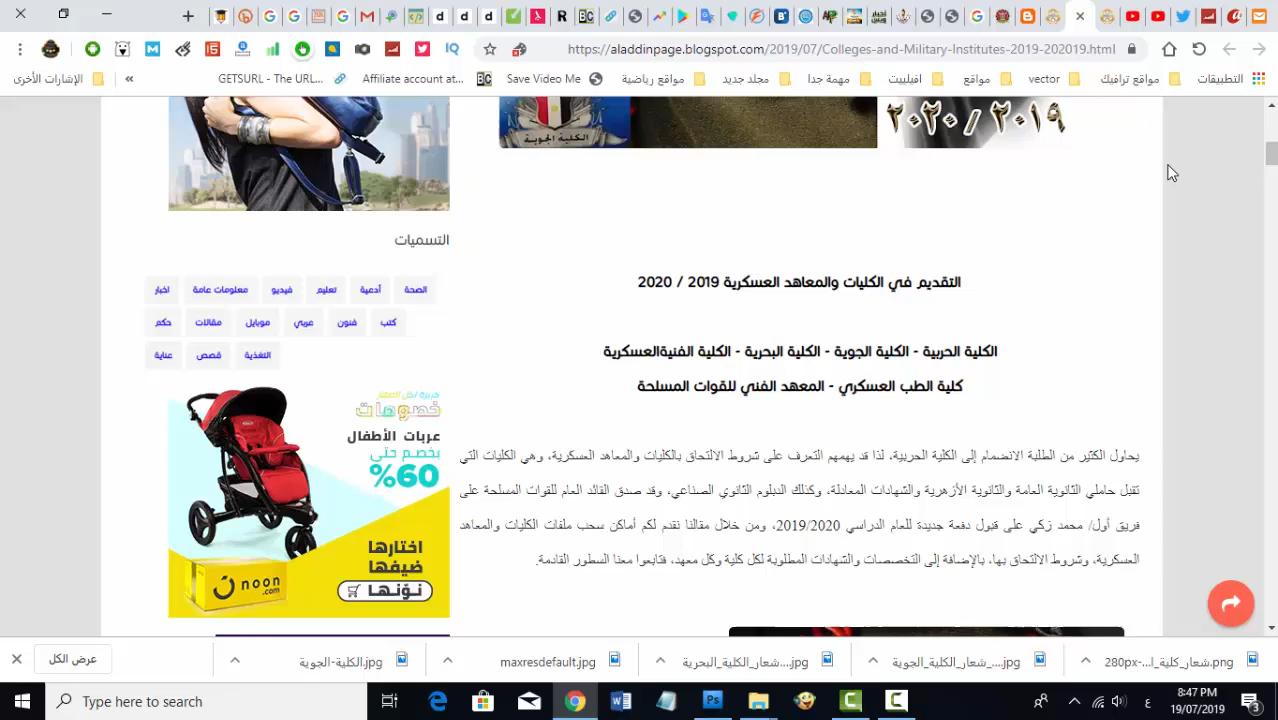 https://aladdinpage.blogspot.com/2019/07/Colleges-and-Military-Institutes-2019-202019.html
التطبيقات
مواقع ترافيك
vector
مواقع
افيلييت
مهمة جدا
مجلد جديد
مواقع رياضية
Save Video Me
Affiliate account at...
GETSURL - The URL...
الإشارات الأخرى
الكلية الجوية
٢٠١٩ / ٢٠٢٠
التسميات
الصحة
أدعية
تعليم
فيديو
معلومات عامة
اخبار
كتب
فنون
عربي
موبايل
مقالات
حكم
التغذية
قصص
عناية
خصومات
عربات الأطفال
بخصم حتى
%60
اختارها
ضيفها
نوّنها
noon
.com
التقديم في الكليات والمعاهد العسكرية 2019 / 2020
الكلية الحربية - الكلية الجوية - الكلية البحرية - الكلية الفنيةالعسكرية
كلية الطب العسكري - المعهد الفني للقوات المسلحة
يحاول الكثير من الطلبة الانضمام إلى الكلية الحربية، لذا قد يهمهم التعرف على شروط الالتحاق بالكليات والمعاهد العسكرية، وهي الكليات التي
تقبل حاملي الثانوية العامة والثانوية الأزهرية والشهادات المعادلة، وكذلك الدبلوم الثانوي الصناعي، وقد صدق القائد العام للقوات المسلحة على
فريق أول/ محمد زكي على قبول دفعة جديدة للعام الدراسي 2019/2020، ومن خلال مقالنا نقدم لكم أماكن سحب ملفات الكليات والمعاهد
العسكرية، وشروط الالتحاق بها، بالإضافة إلى التخصصات والشهادات المطلوبة لكل كلية وكل معهد، فتابعوا معنا السطور القادمة.
280px-شعار_كلية_ا...png
شعار_الكلية_الجوية_...jpg
شعار_الكلية_البحرية...jpg
maxresdefault.jpg
الكلية-الجوية.jpg
عرض الكل
Type here to search
ع
8:47 PM
19/07/2019
3